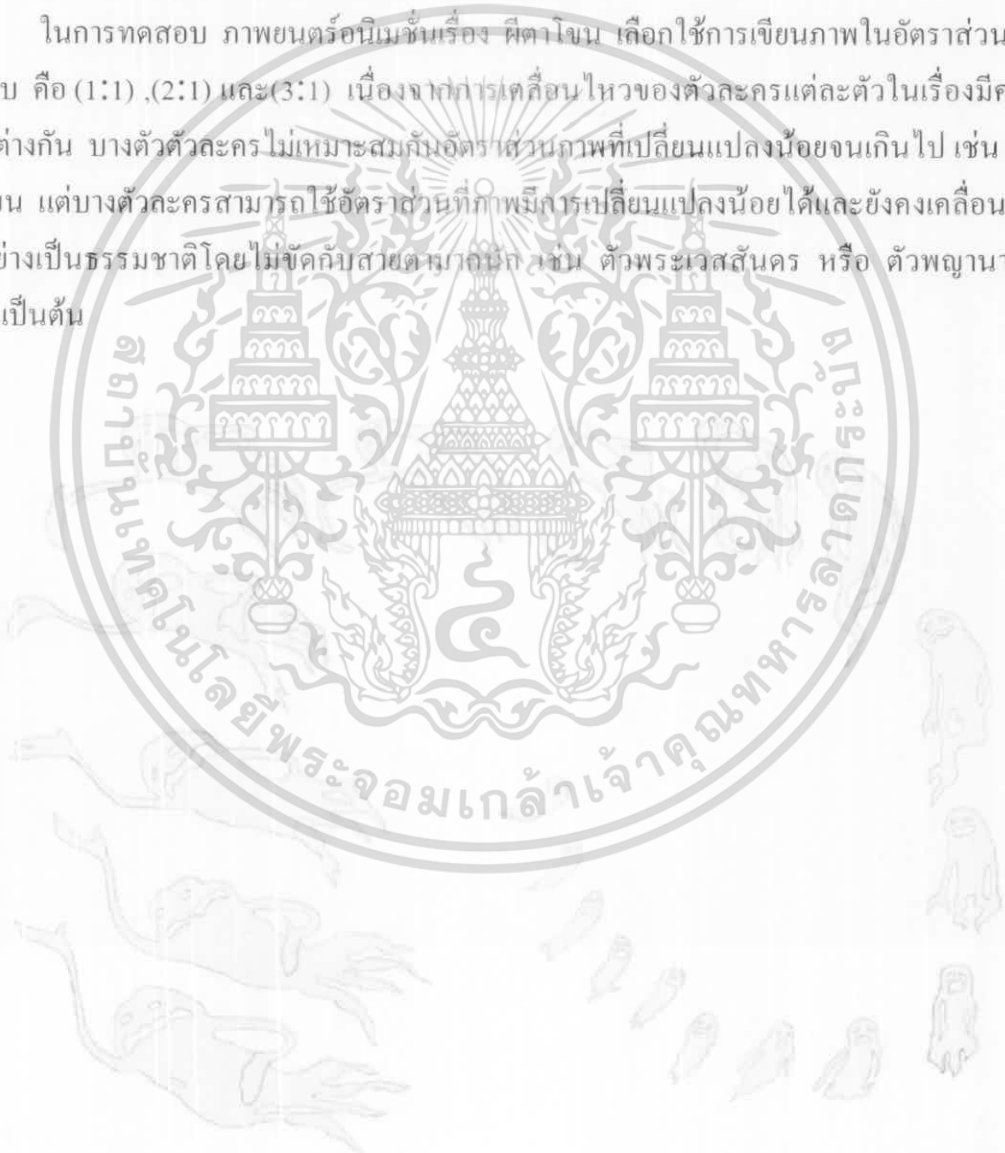 ในการทดสอบ ภาพยนตร์อนิเมชั่นเรื่อง ผีตาโขน เลือกใช้การเขียนภาพในอัตราส่วน
บ คือ (1:1) ,(2:1) และ(3:1) เนื่องจากการเคลื่อนไหวของตัวละครแต่ละตัวในเรื่องมีค
ต่างกัน บางตัวตัวละครไม่เหมาะสมกับอัตราส่วนภาพที่เปลี่ยนแปลงน้อยจนเกินไป เช่น
น แต่บางตัวละครสามารถใช้อัตราส่วนที่ภาพมีการเปลี่ยนแปลงน้อยได้และยังคงเคลื่อน
ย่างเป็นธรรมชาติโดยไม่ขัดกับสายตามากนัก เช่น ตัวพระเวสสันดร หรือ ตัวพญานา
เป็นต้น
สถาบันเทคโนโลยีพระจอมเกล้าเจ้าคุณทหารลาดกระบัง